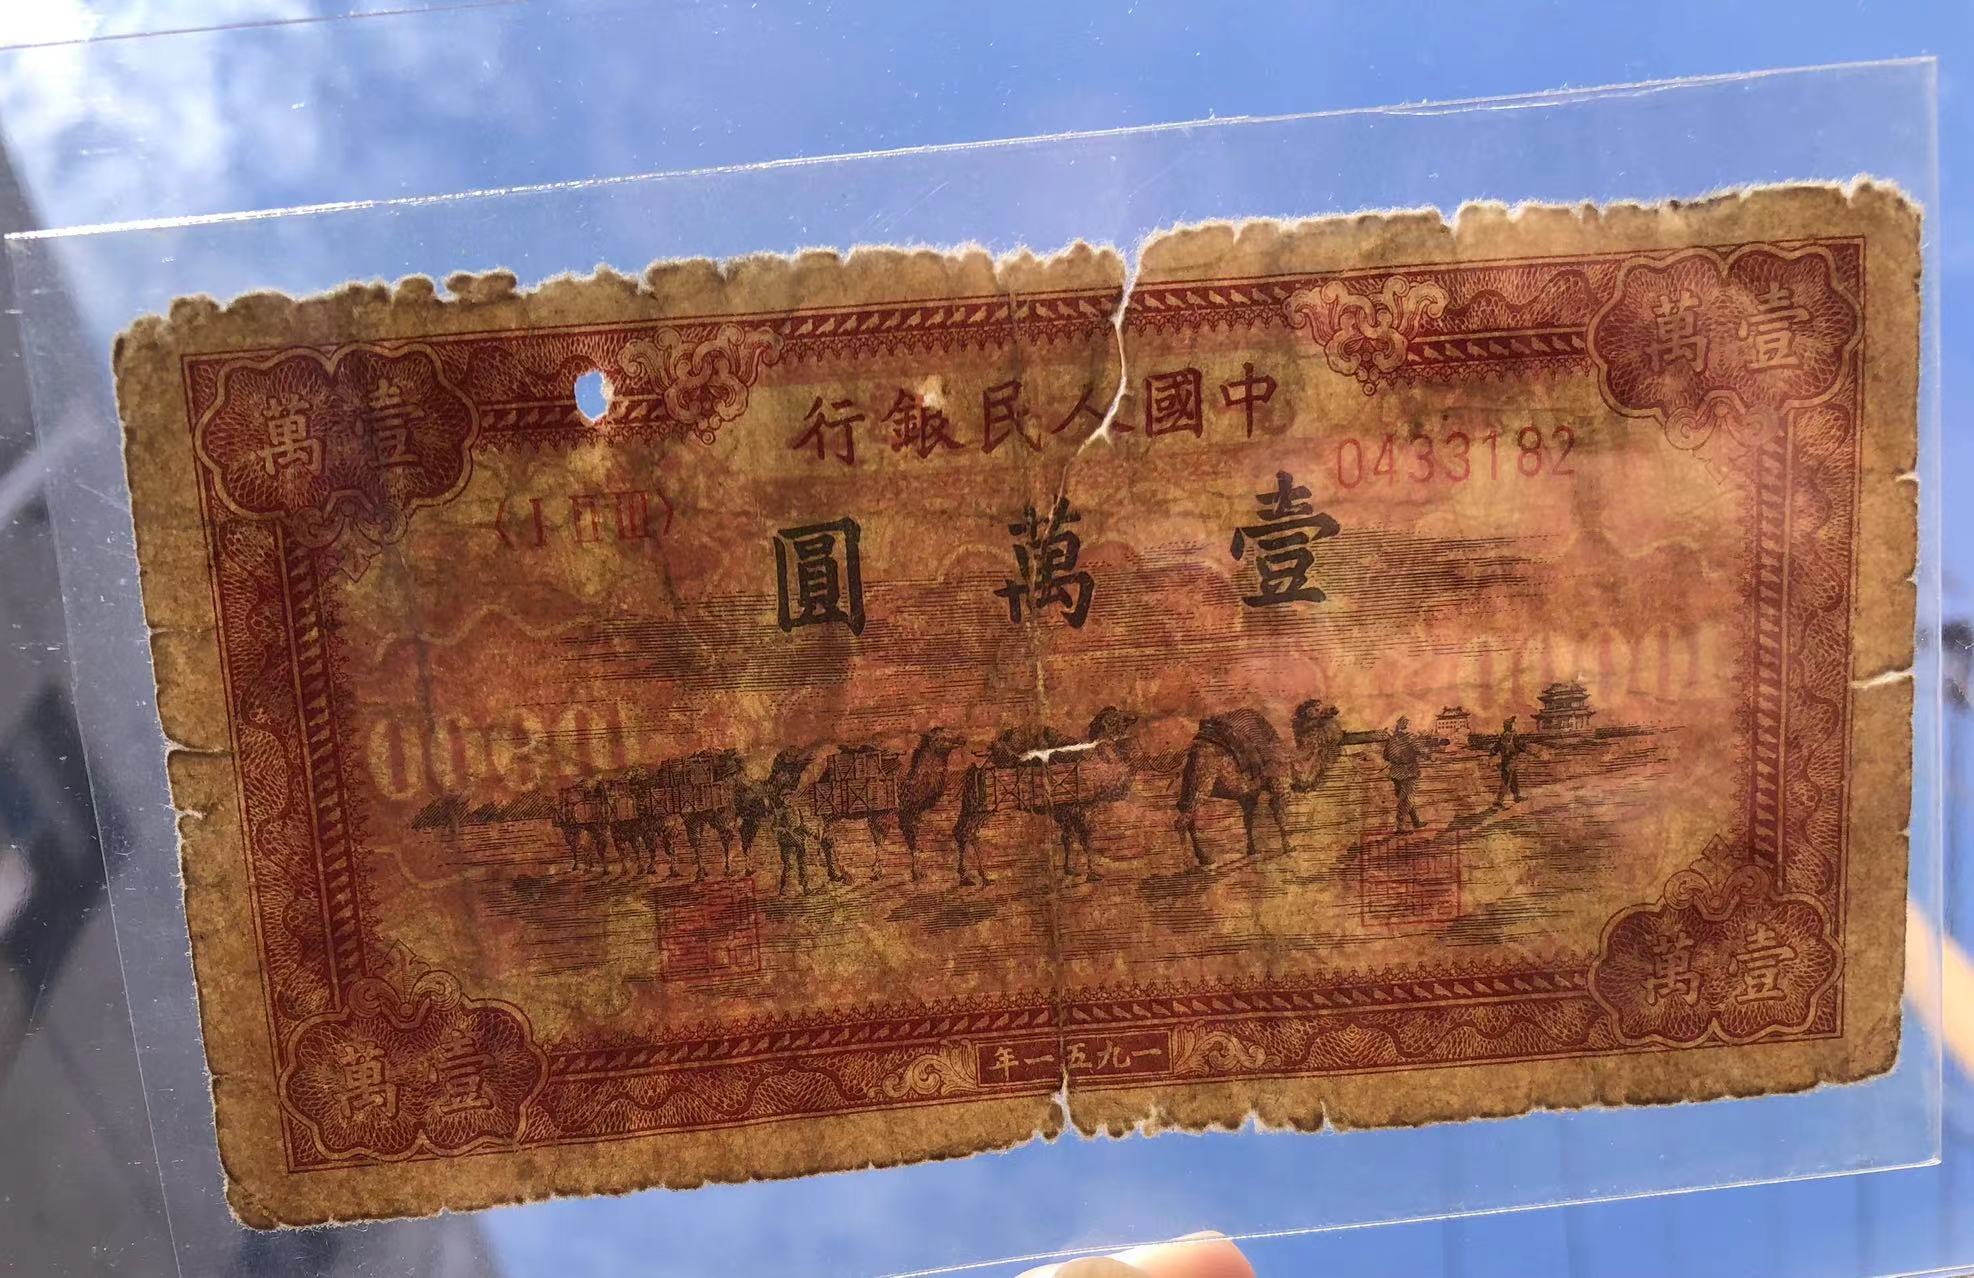 壹萬
壹萬
中國人民銀行
0433182
〈I II III〉
壹萬圓
壹萬
壹萬
一九五一年